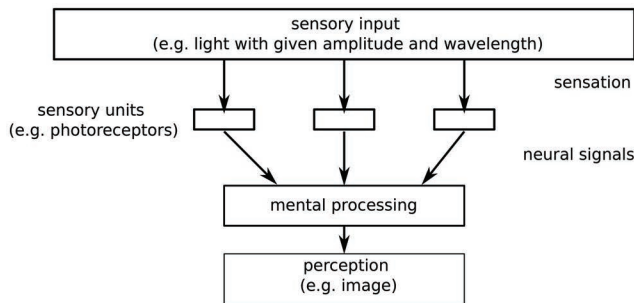 sensory input
(e.g. light with given amplitude and wavelength)
sensation
sensory units
(e.g. photoreceptors)
neural signals
mental processing
perception
(e.g. image)